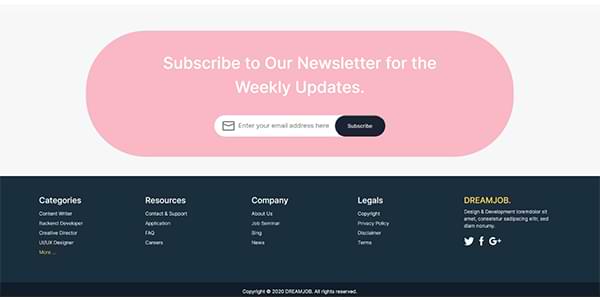 Subscribe to Our Newsletter for the
Weekly Updates.
Enter your email address here
Subscribe
Categories
Content Writer
Backend Developer
Creative Director
UI/UX Designer
More ...
Resources
Contact & Support
Application
FAQ
Careers
Company
About Us
Job Seminar
Sing
News
Legals
Copyright
Privacy Policy
Disclaimer
Terms
DREAMJOB.
Design & Development loremdolor sit
amet, consetetur sadipscing elitr, sed
diam nonumy.
Copyright © 2020 DREAMJOB. All rights reserved.